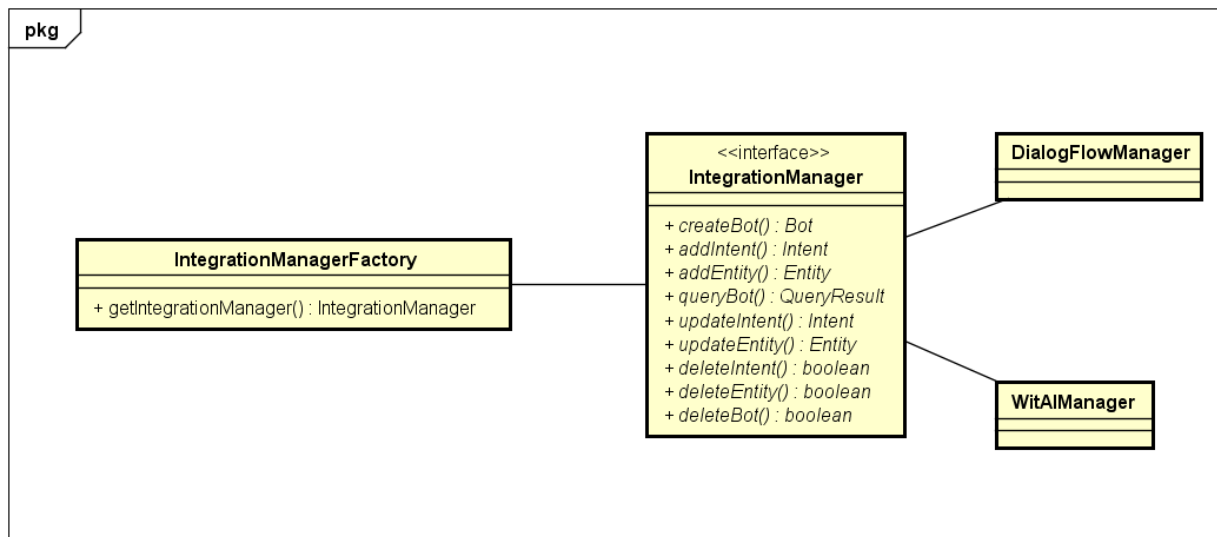 pkg
IntegrationManagerFactory
+ getIntegrationManager() : IntegrationManager
<<interface>>
IntegrationManager
+ createBot() : Bot
+ addIntent() : Intent
+ addEntity() : Entity
+ queryBot() : QueryResult
+ updateIntent() : Intent
+ updateEntity() : Entity
+ deleteIntent() : boolean
+ deleteEntity() : boolean
+ deleteBot() : boolean
DialogFlowManager
WitAIManager